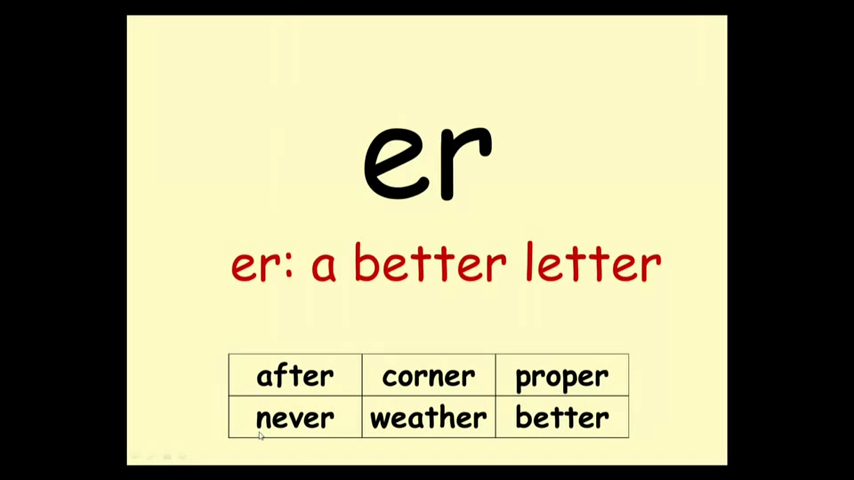 er
er: a better letter
after corner proper
never weather better